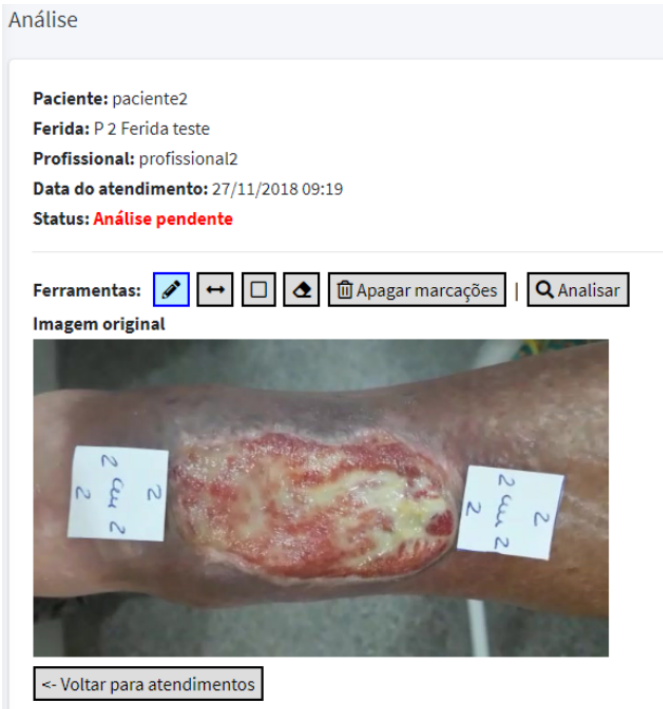 Análise
Paciente: paciente2
Ferida: P 2 Ferida teste
Profissional: profissional2
Data do atendimento: 27/11/2018 09:19
Status: Análise pendente
Ferramentas: Apagar marcações | Analisar
Imagem original
2
2 cm 2
2
2
2 cm 2
2
<- Voltar para atendimentos